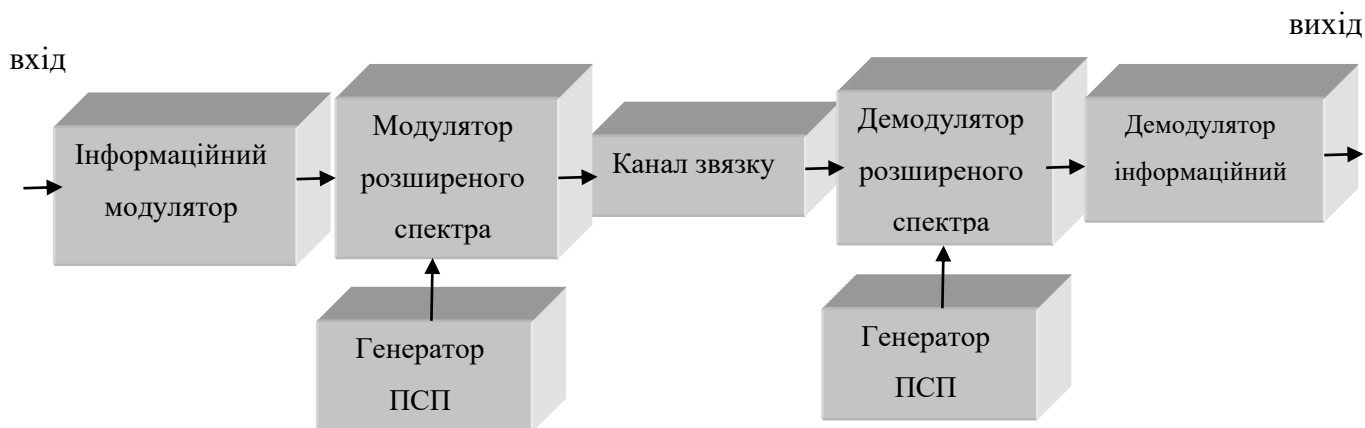 вхід
Інформаційний
модулятор
Модулятор
розширеного
спектра
Генератор
ПСП
Канал звязку
Демодулятор
розширеного
спектра
Генератор
ПСП
Демодулятор
інформаційний
вихід